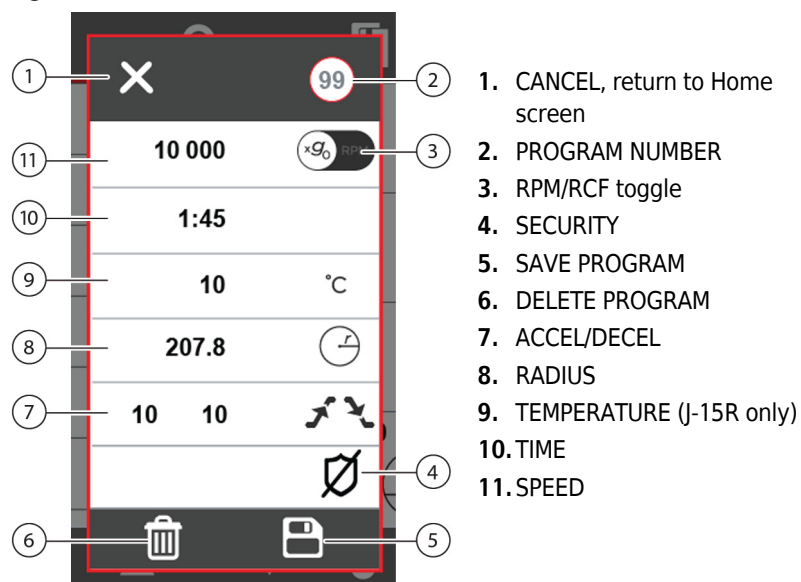 1
99
2
1. CANCEL, return to Home
screen
2. PROGRAM NUMBER
11
10 000
×g₀ RPM
3
3. RPM/RCF toggle
4. SECURITY
10
1:45
5. SAVE PROGRAM
9
10
°C
6. DELETE PROGRAM
7. ACCEL/DECEL
8
207.8
r
8. RADIUS
9. TEMPERATURE (J-15R only)
7
10 10
10. TIME
11. SPEED
4
6
5